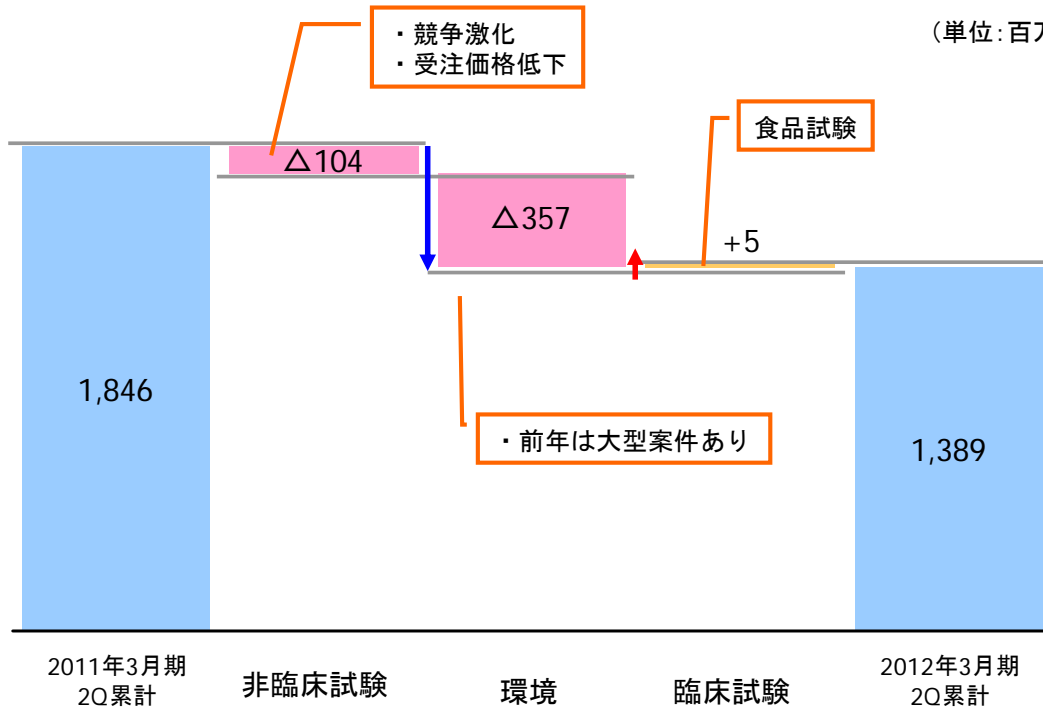 ・競争激化
・受注価格低下
（単位：百万
食品試験
△104
△357
+5
1,846
・前年は大型案件あり
1,389
2011年3月期
2Q累計
非臨床試験
環境
臨床試験
2012年3月期
2Q累計